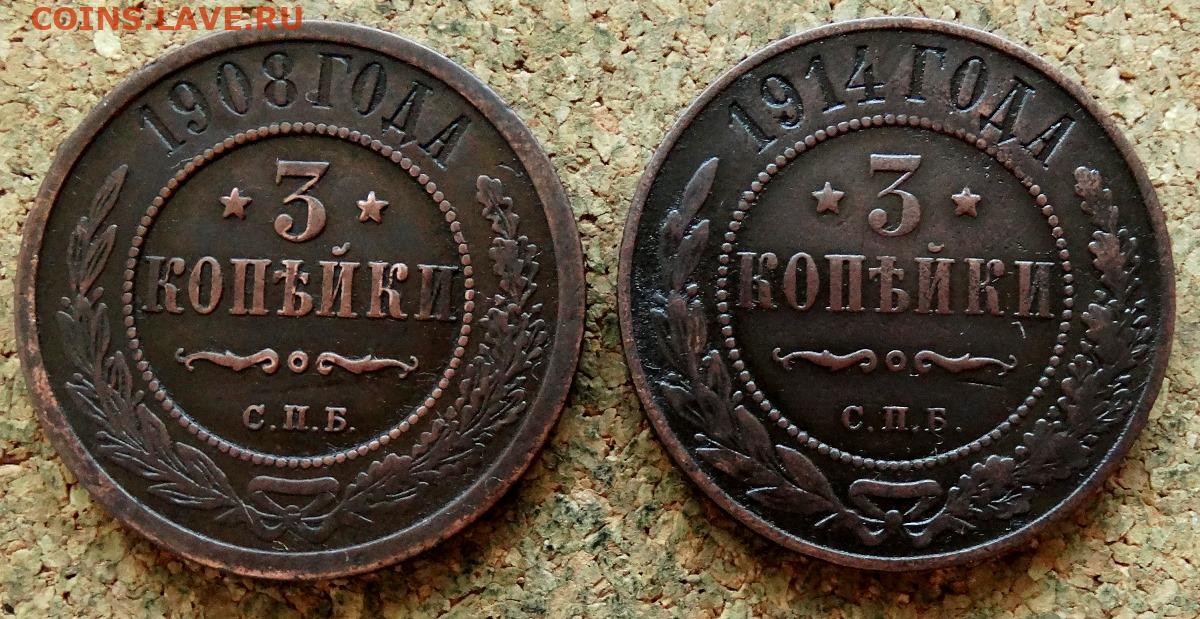 COINS.LAVE.RU
1908 ГОДА
3
КОПѢЙКИ
С.П.Б.
1914 ГОДА
3
КОПѢЙКИ
С.П.Б.